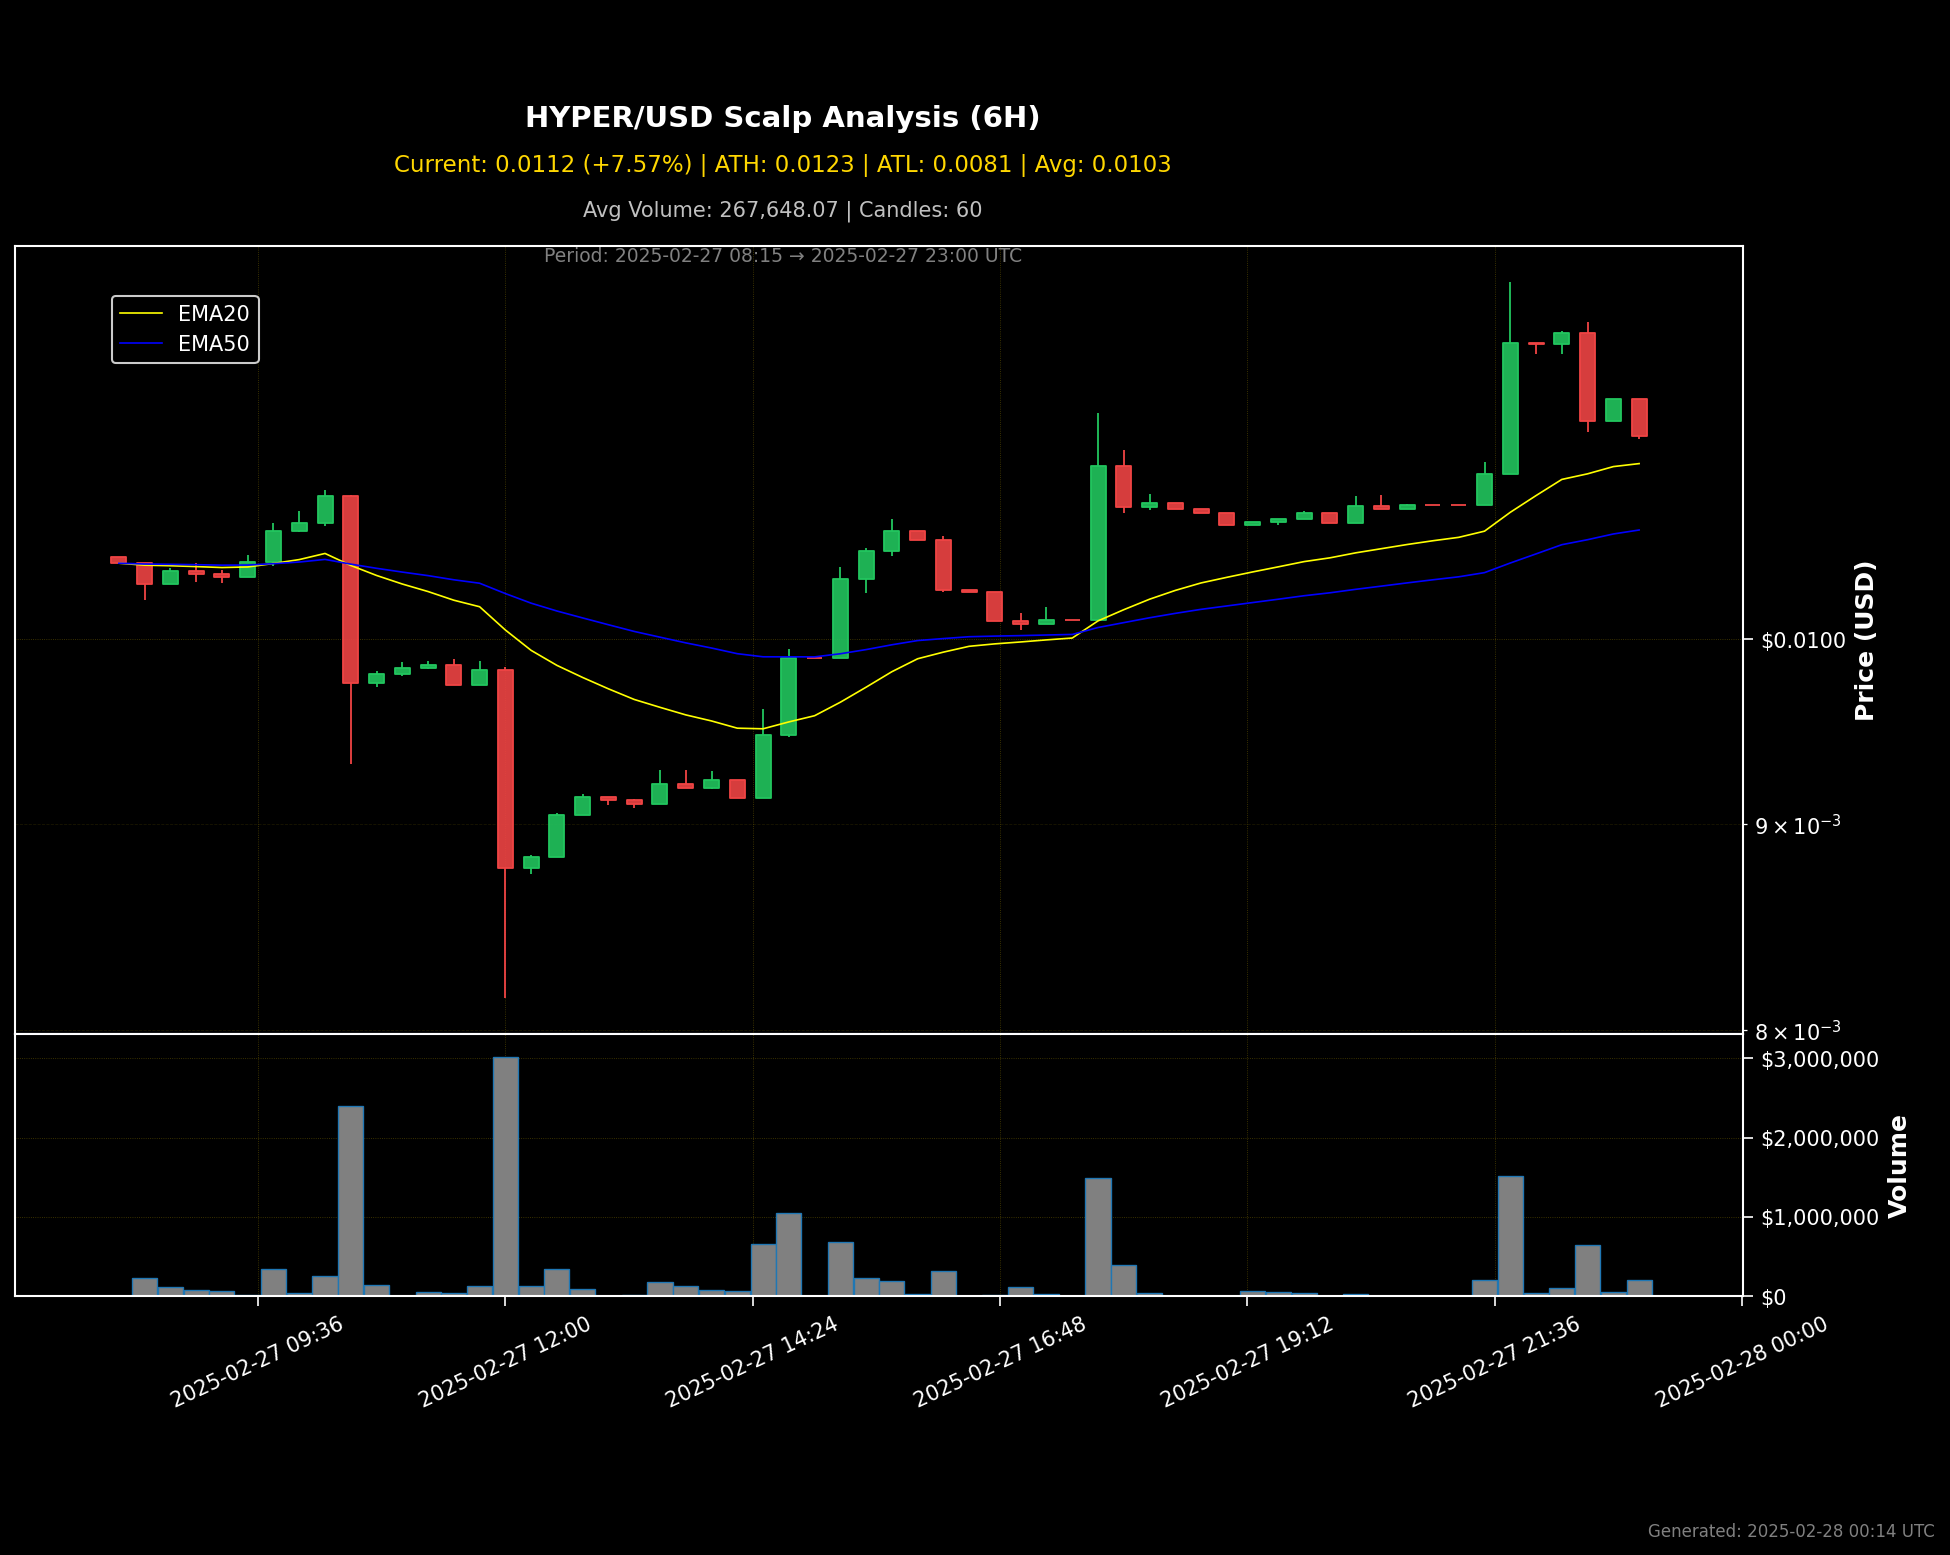 HYPER/USD Scalp Analysis (6H)
Current: 0.0112 (+7.57%) | ATH: 0.0123 | ATL: 0.0081 | Avg: 0.0103
Avg Volume: 267,648.07 | Candles: 60
Period: 2025-02-27 08:15 → 2025-02-27 23:00 UTC
EMA20
EMA50
$0.0100
9 × 10⁻³
8 × 10⁻³
Price (USD)
$3,000,000
$2,000,000
$1,000,000
$0
Volume
2025-02-27 09:36
2025-02-27 12:00
2025-02-27 14:24
2025-02-27 16:48
2025-02-27 19:12
2025-02-27 21:36
2025-02-28 00:00
Generated: 2025-02-28 00:14 UTC